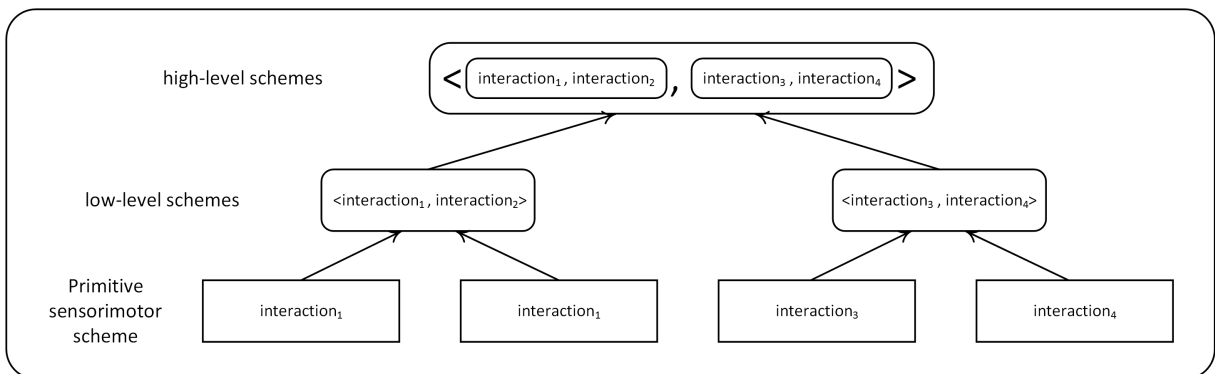 high-level schemes
< interaction₁ , interaction₂ , interaction₃ , interaction₄ >
low-level schemes
<interaction₁ , interaction₂>
<interaction₃ , interaction₄>
Primitive
sensorimotor
scheme
interaction₁
interaction₁
interaction₃
interaction₄